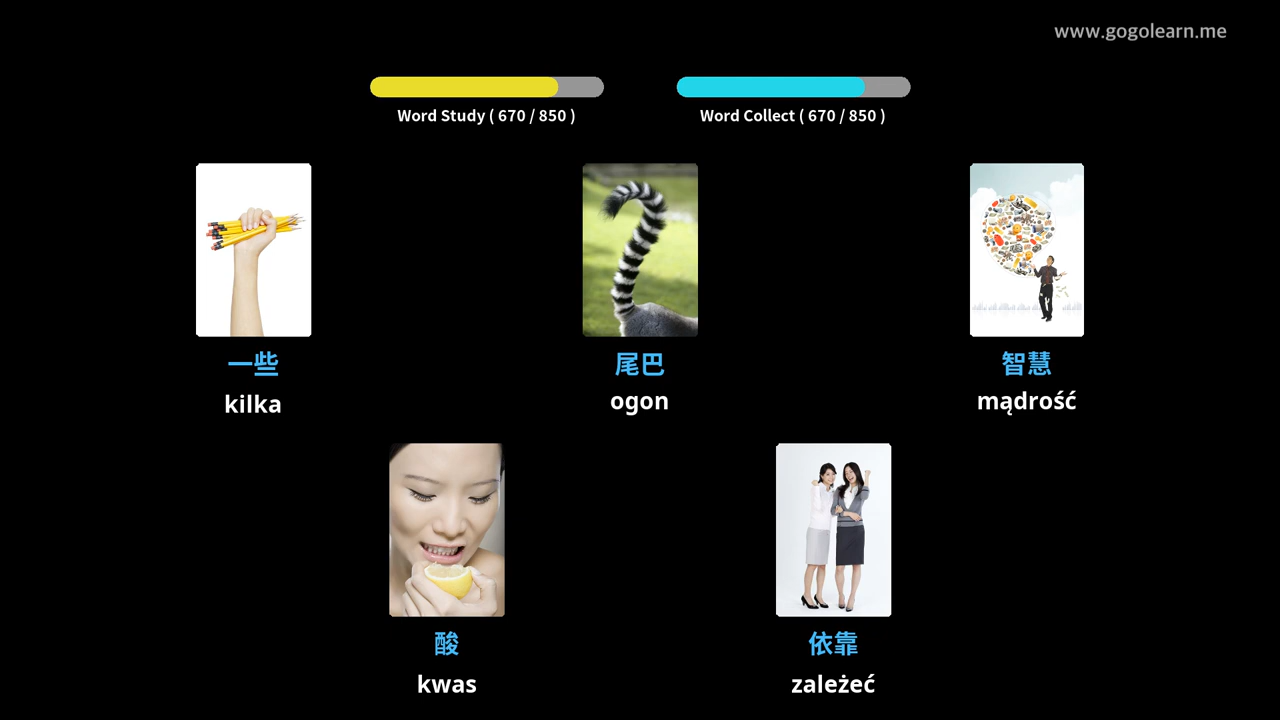 www.gogolearn.me
Word Study ( 670 / 850 )
Word Collect ( 670 / 850 )
一些
kilka
尾巴
ogon
智慧
mądrość
酸
kwas
依靠
zależeć